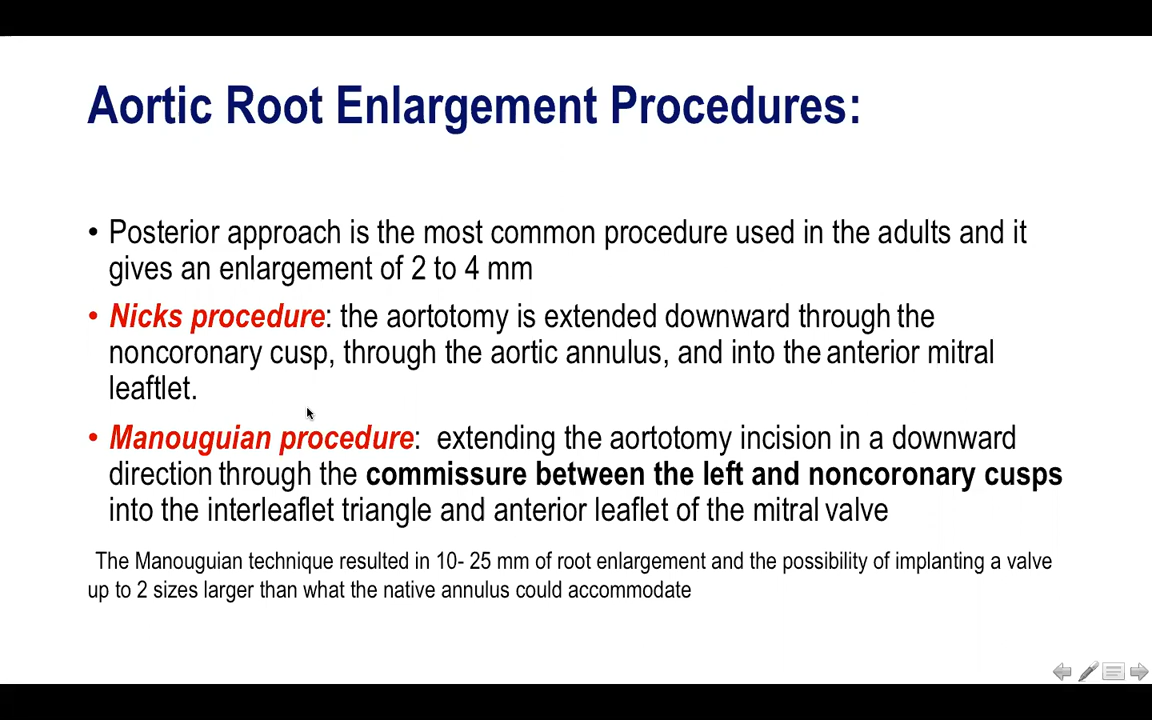 Aortic Root Enlargement Procedures:
• Posterior approach is the most common procedure used in the adults and it
gives an enlargement of 2 to 4 mm
• Nicks procedure: the aortotomy is extended downward through the
noncoronary cusp, through the aortic annulus, and into the anterior mitral
leaftlet.
• Manouguian procedure: extending the aortotomy incision in a downward
direction through the commissure between the left and noncoronary cusps
into the interleaflet triangle and anterior leaflet of the mitral valve
The Manouguian technique resulted in 10- 25 mm of root enlargement and the possibility of implanting a valve
up to 2 sizes larger than what the native annulus could accommodate